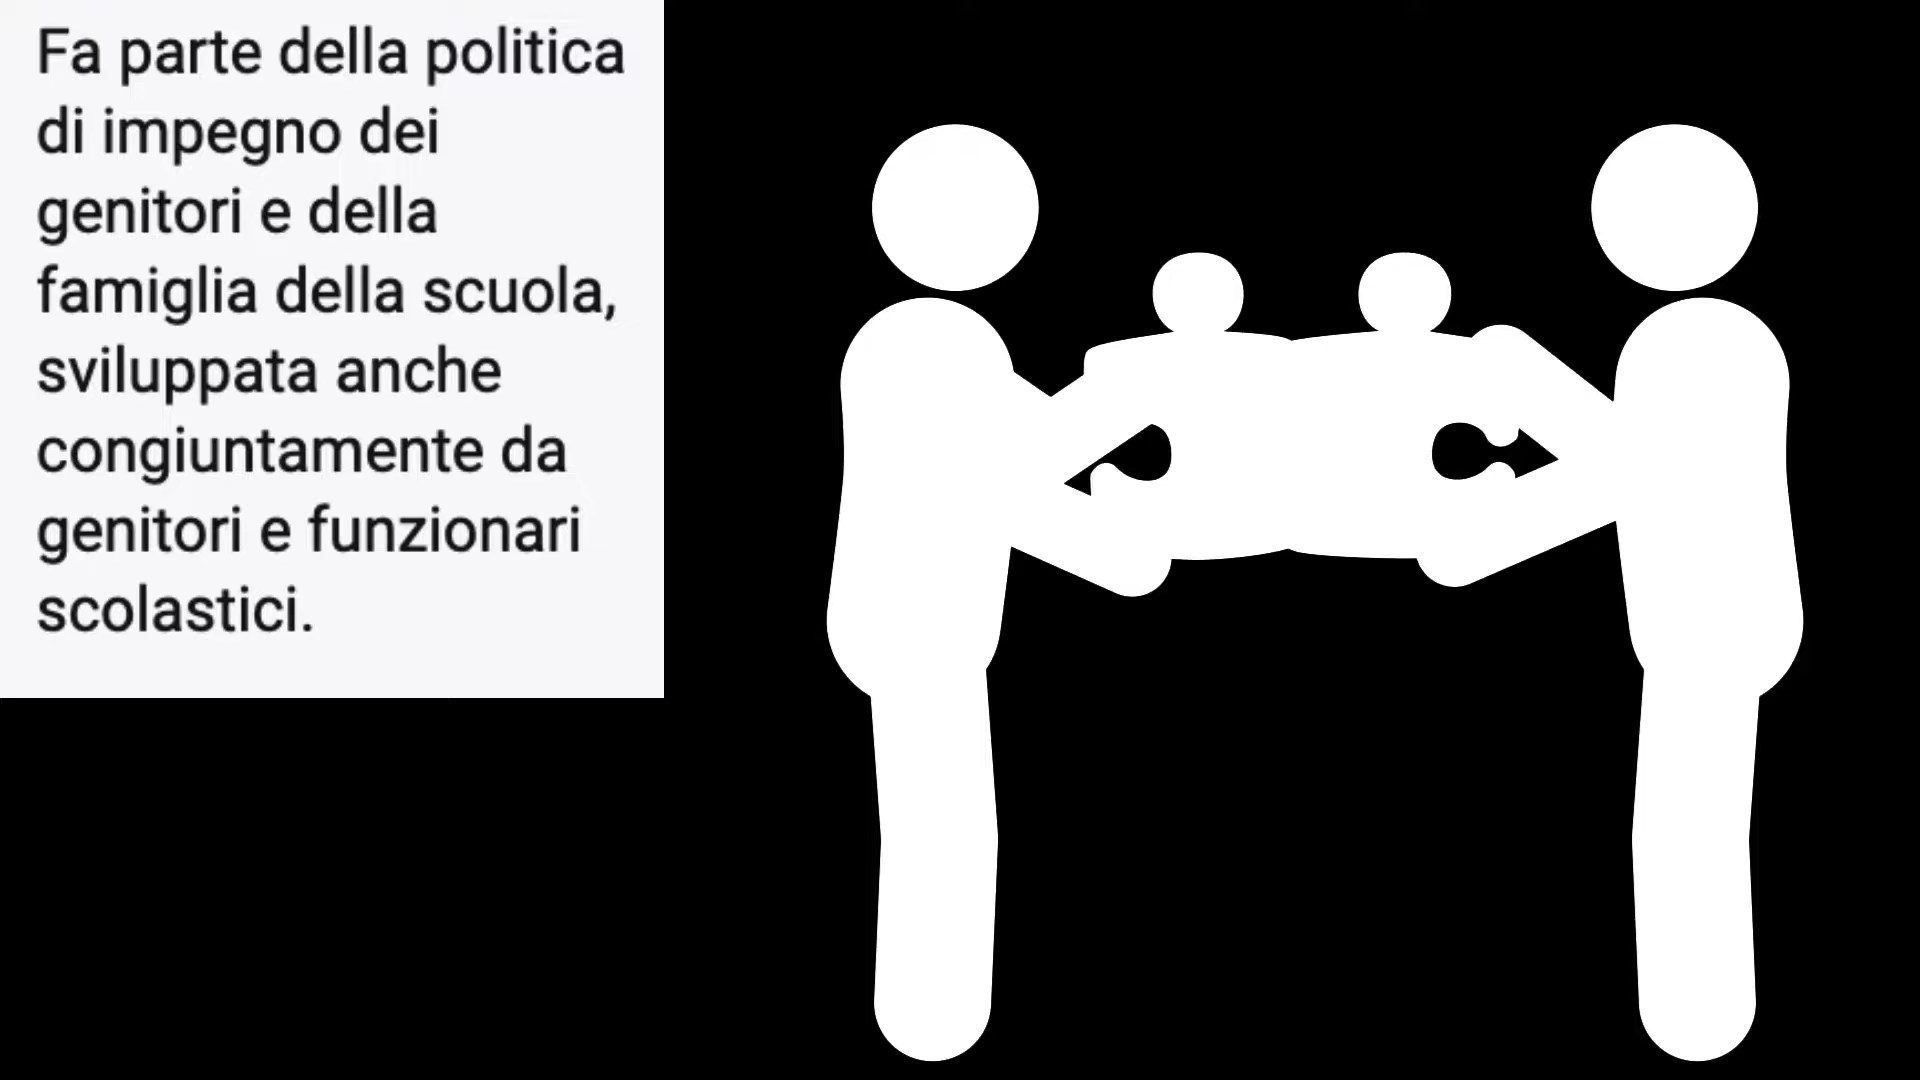 Fa parte della politica
di impegno dei
genitori e della
famiglia della scuola,
sviluppata anche
congiuntamente da
genitori e funzionari
scolastici.